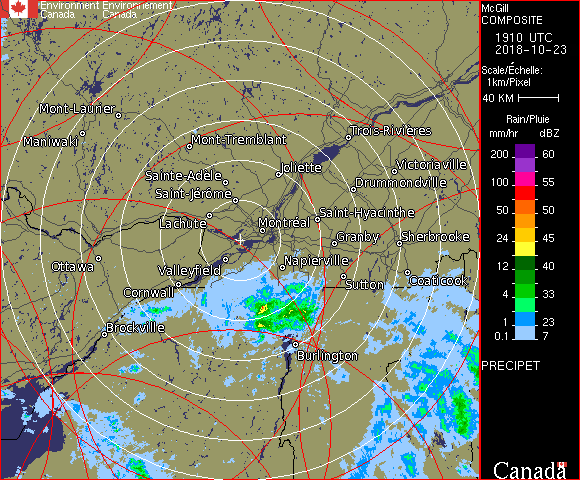 Environment Environnement
Canada Canada
McGill
COMPOSITE
1910 UTC
2018-10-23
Scale/Échelle:
1km/Pixel
40 KM
Rain/Pluie
mm/hr dBZ
200 60
100 55
50 50
24 45
12 40
4 33
1 23
0.1 7
PRECIPET
Canada
Mont-Laurier
Maniwaki
Mont-Tremblant
Trois-Rivières
Sainte-Adèle
Joliette
Victoriaville
Saint-Jérôme
Drummondville
Lachute
Montréal
Saint-Hyacinthe
Granby
Sherbrooke
Ottawa
Valleyfield
Napierville
Cornwall
Sutton
Coaticook
Brockville
Burlington